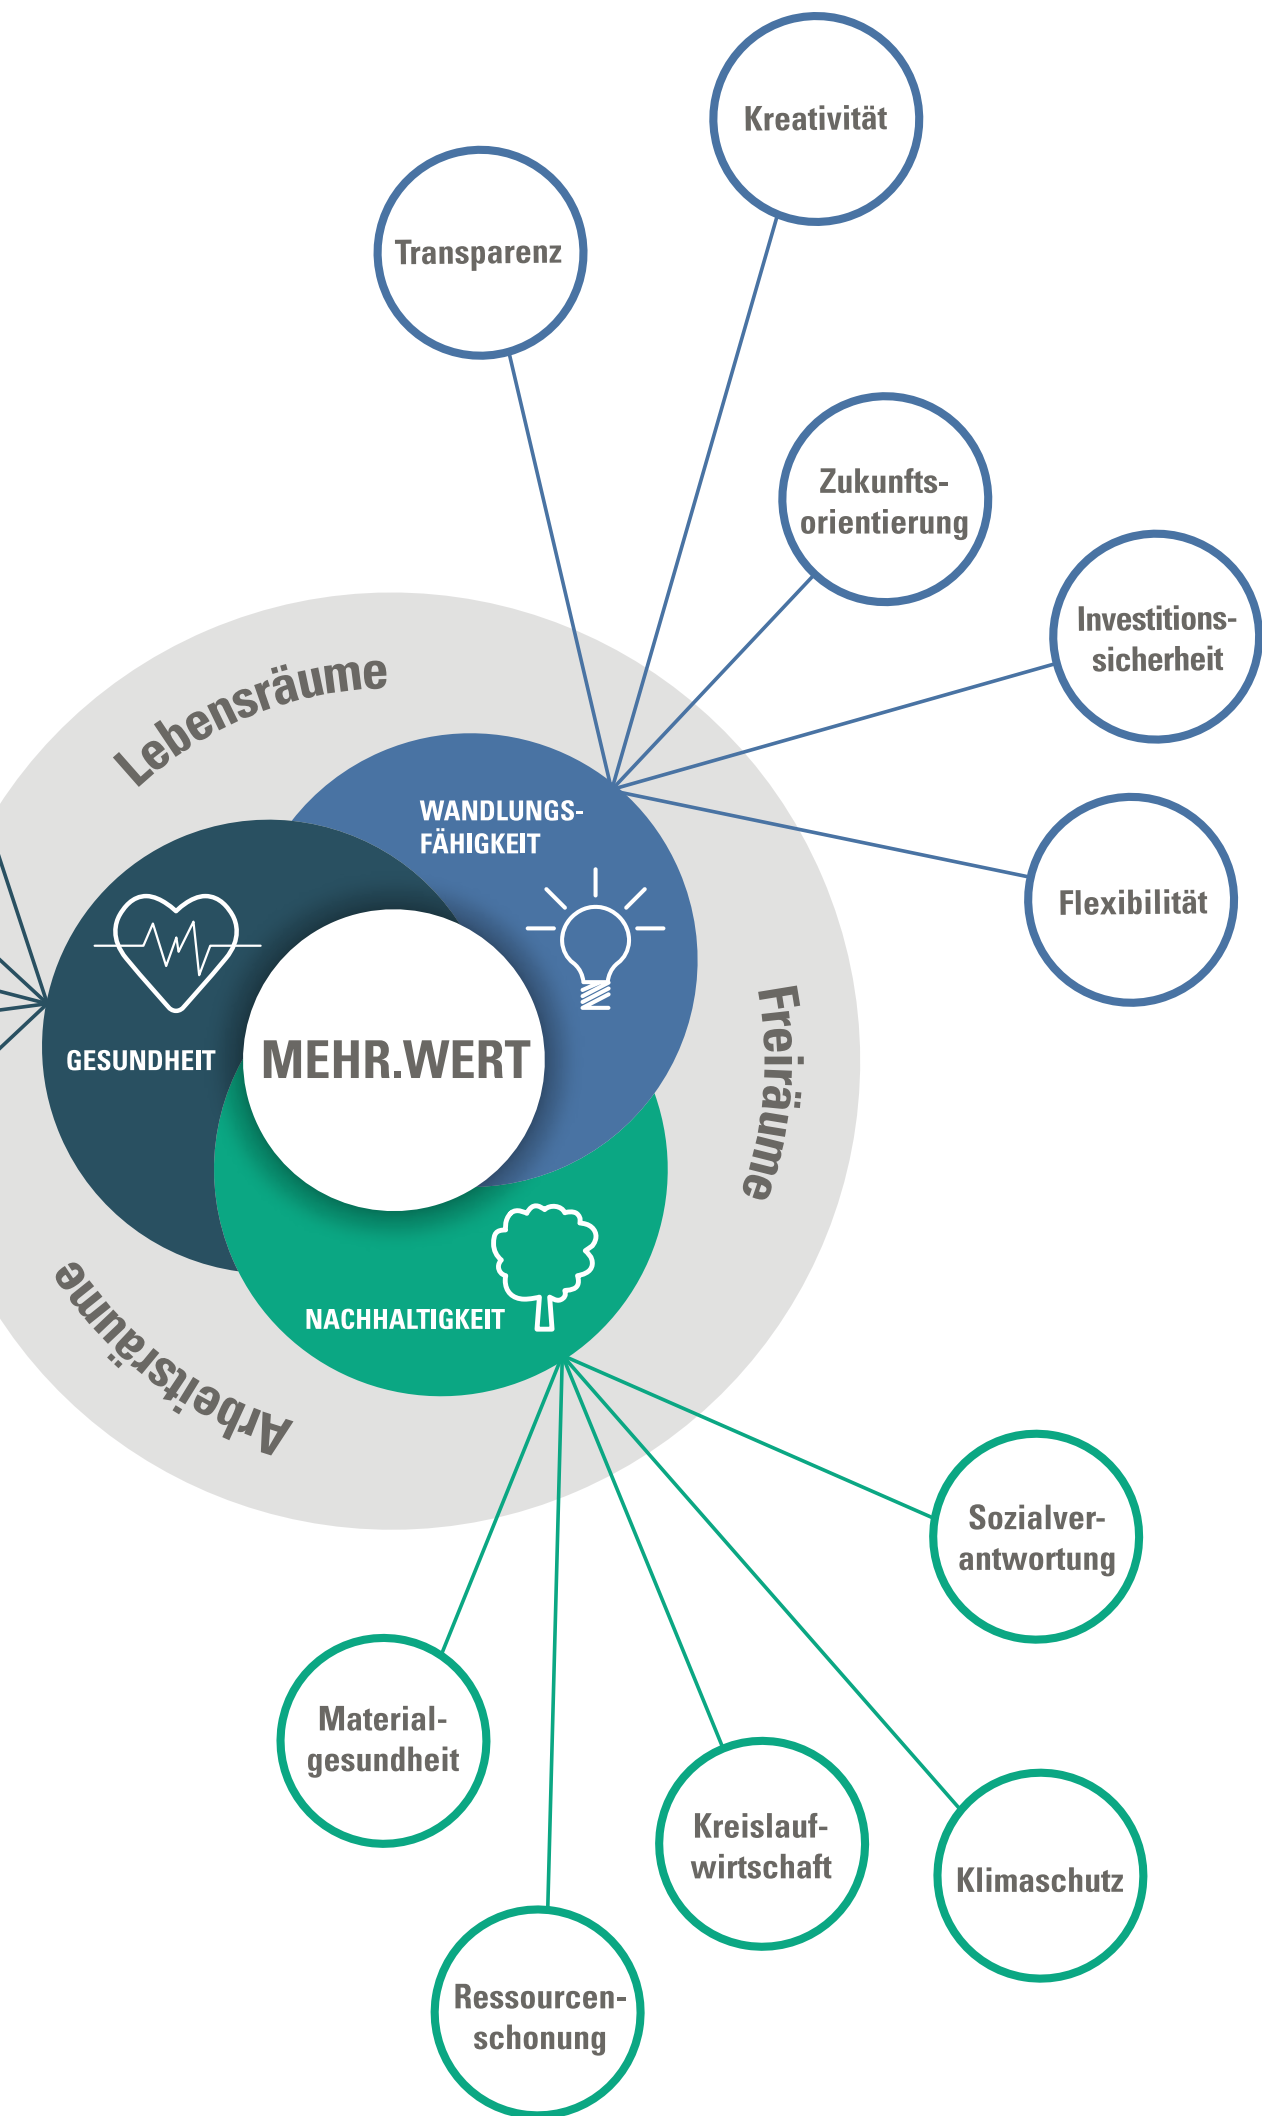 Kreativität
Transparenz
Zukunfts-
orientierung
Investitions-
sicherheit
Lebensräume
WANDLUNGS-
FÄHIGKEIT
Flexibilität
Freiräume
GESUNDHEIT
MEHR.WERT
NACHHALTIGKEIT
Arbeitsräume
Sozialver-
antwortung
Material-
gesundheit
Kreislauf-
wirtschaft
Klimaschutz
Ressourcen-
schonung